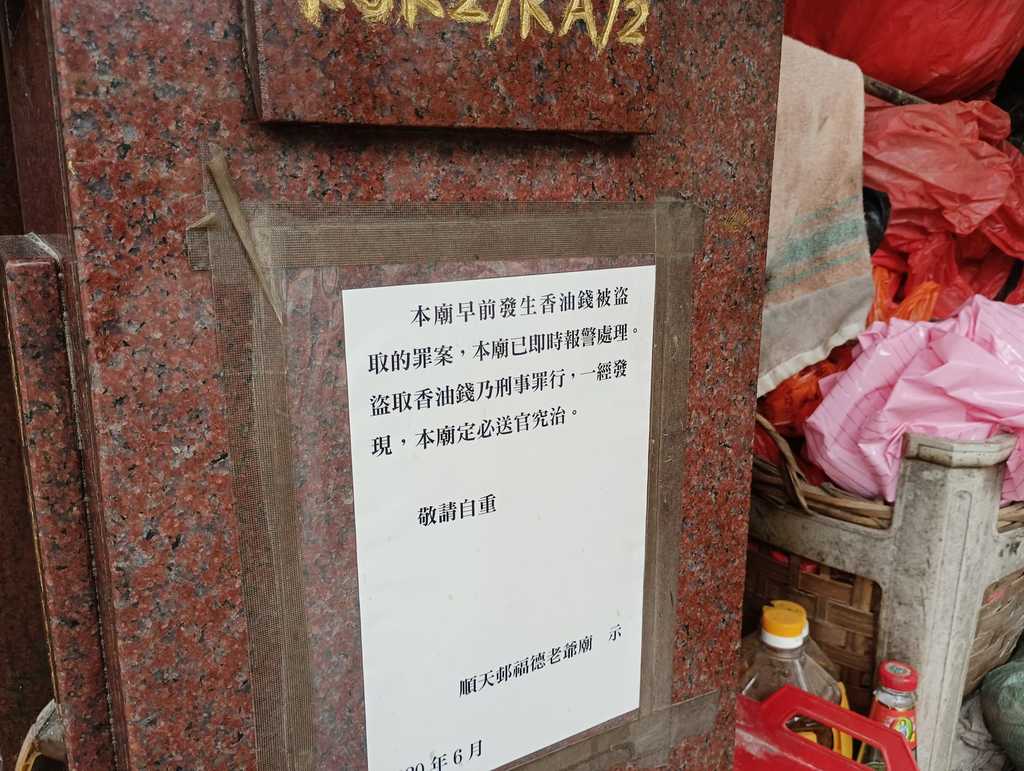 本廟早前發生香油錢被盜
取的罪案，本廟已即時報警處理。
盜取香油錢乃刑事罪行，一經發
現，本廟定必送官究治。
敬請自重
順天邨福德老爺廟　示
20 年 6 月